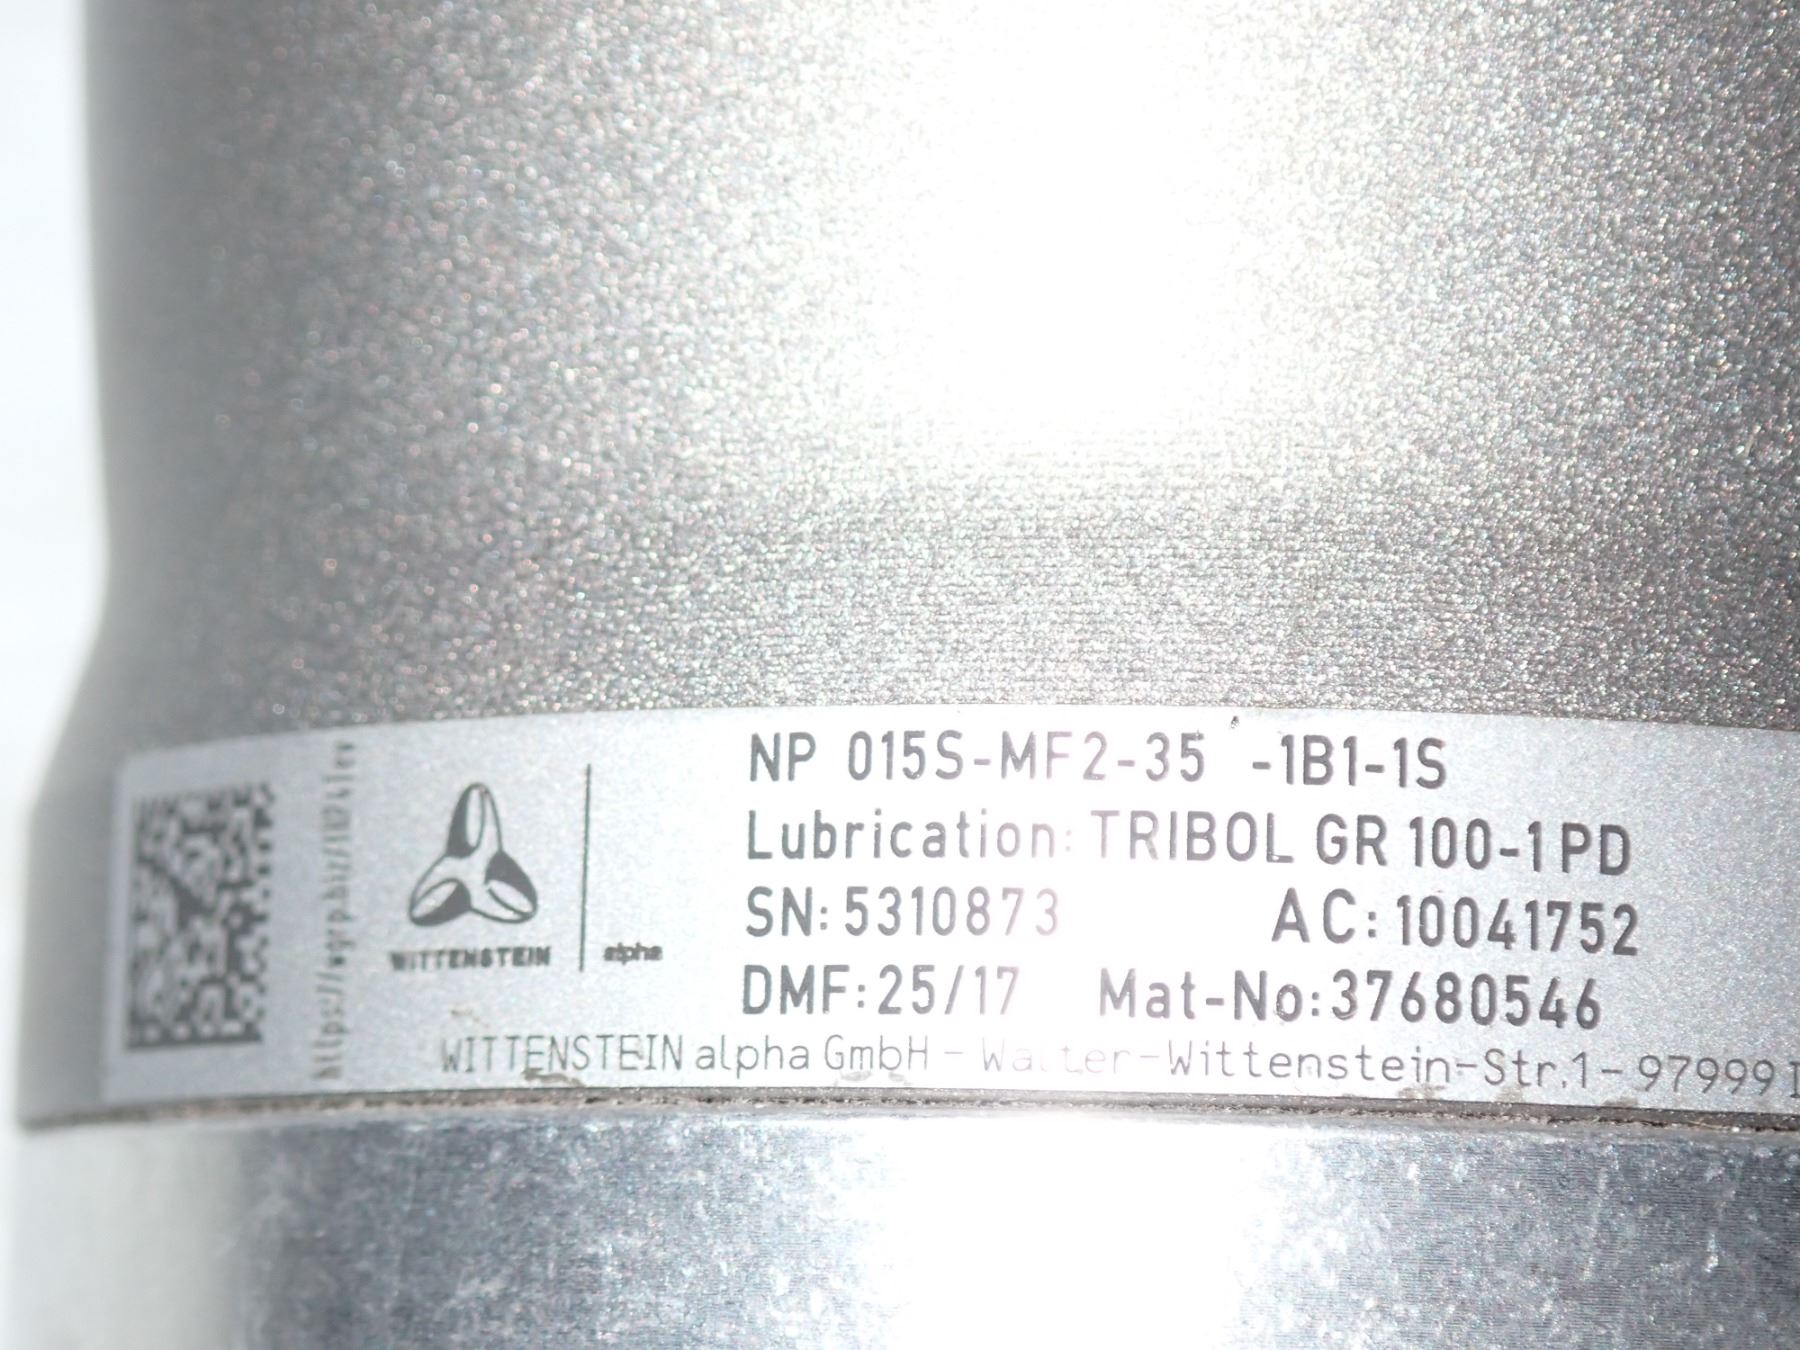 NP 015S-MF2-35 -1B1-1S
Lubrication: TRIBOL GR 100-1 PD
SN: 5310873 AC: 10041752
DMF: 25/17 Mat-No: 37680546
WITTENSTEIN alpha GmbH - Walter-Wittenstein-Str.1 - 97999
WITTENSTEIN alpha